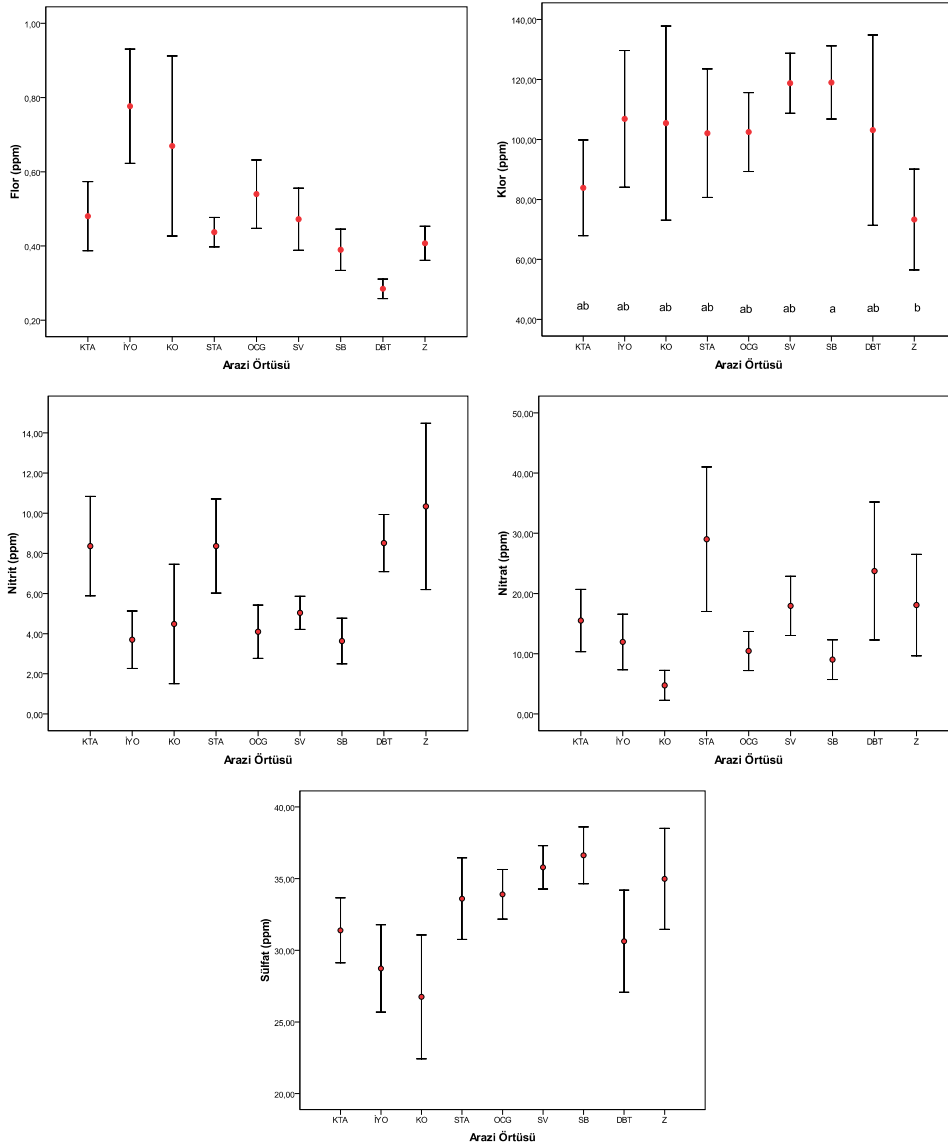 1,00
0,80
0,60
0,40
0,20
Flor (ppm)
KTA İYO KO STA OCG SV SB DBT Z
Arazi Örtüsü
140,00
120,00
100,00
80,00
60,00
40,00
Klor (ppm)
ab ab ab ab ab ab a ab b
KTA İYO KO STA OCG SV SB DBT Z
Arazi Örtüsü
14,00
12,00
10,00
8,00
6,00
4,00
2,00
0,00
Nitrit (ppm)
KTA İYO KO STA OCG SV SB DBT Z
Arazi Örtüsü
50,00
40,00
30,00
20,00
10,00
0,00
Nitrat (ppm)
KTA İYO KO STA OCG SV SB DBT Z
Arazi Örtüsü
40,00
35,00
30,00
25,00
20,00
Sülfat (ppm)
KTA İYO KO STA OCG SV SB DBT Z
Arazi Örtüsü